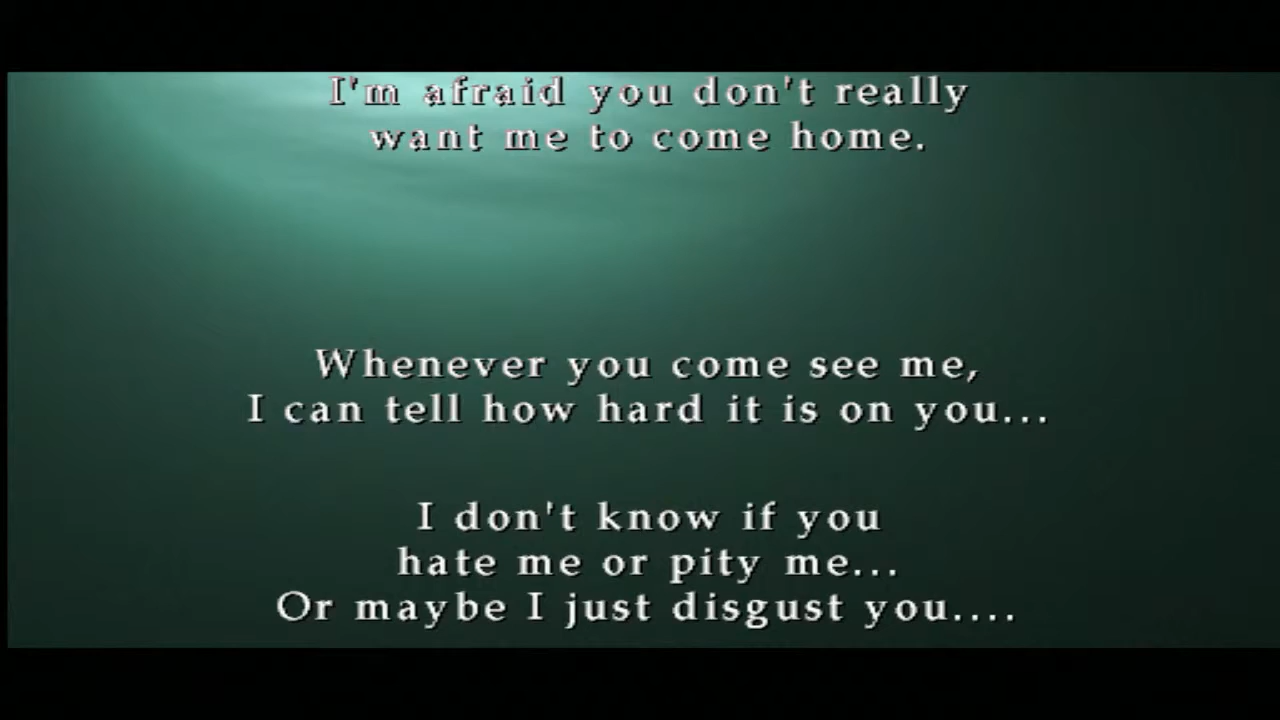 I'm afraid you don't really
want me to come home.
Whenever you come see me,
I can tell how hard it is on you...
I don't know if you
hate me or pity me...
Or maybe I just disgust you....